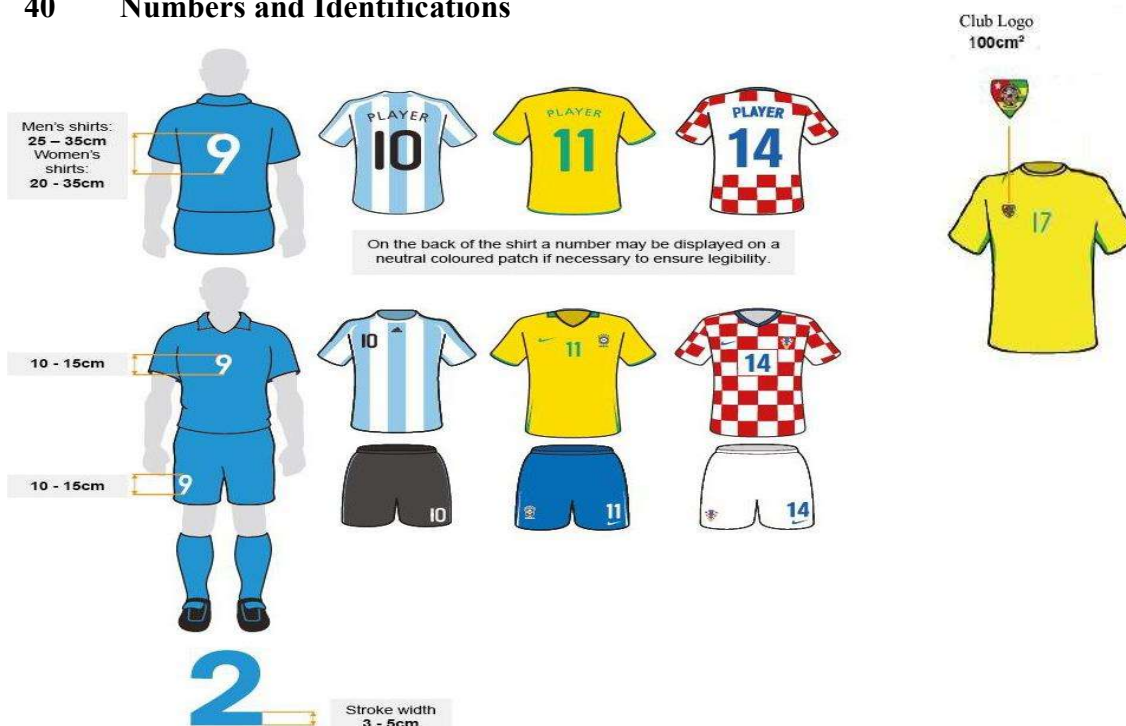 40 Numbers and Identifications
Club Logo
100cm²
Men's shirts:
25 – 35cm
Women's
shirts:
20 - 35cm
9
PLAYER
10
PLAYER
11
PLAYER
14
17
On the back of the shirt a number may be displayed on a
neutral coloured patch if necessary to ensure legibility.
10 - 15cm
9
10
11
14
10 - 15cm
9
10
11
14
2
Stroke width
3 - 5cm